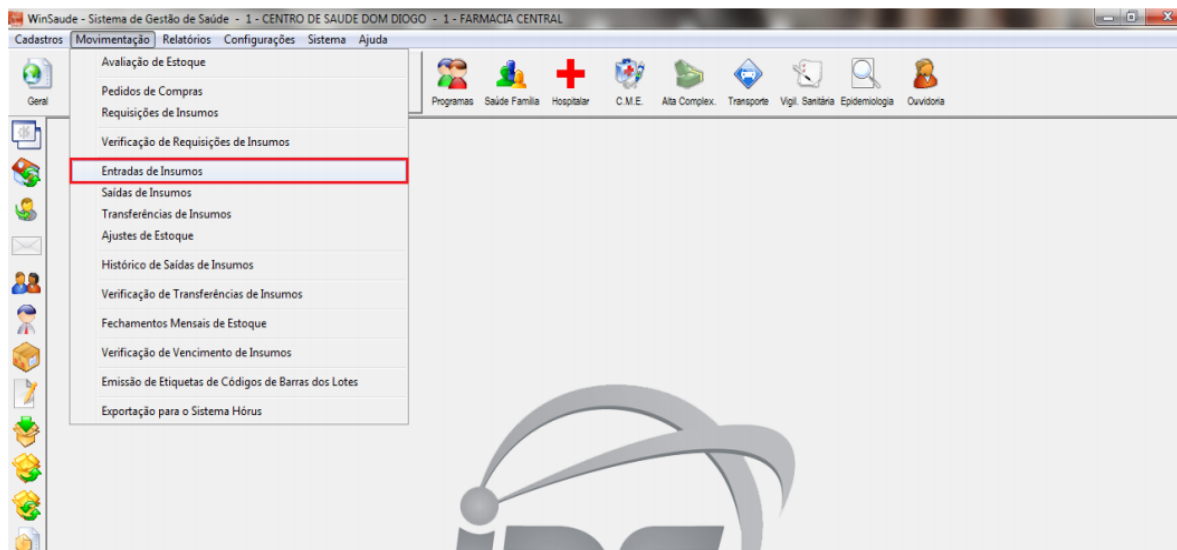 WinSaude - Sistema de Gestão de Saúde - 1 - CENTRO DE SAUDE DOM DIOGO - 1 - FARMACIA CENTRAL
Cadastros Movimentação Relatórios Configurações Sistema Ajuda
Geral
Programas Saúde Família Hospitalar C.M.E. Alta Complex. Transporte Vigil. Sanitária Epidemiologia Ouvidoria
Avaliação de Estoque
Pedidos de Compras
Requisições de Insumos
Verificação de Requisições de Insumos
Entradas de Insumos
Saídas de Insumos
Transferências de Insumos
Ajustes de Estoque
Histórico de Saídas de Insumos
Verificação de Transferências de Insumos
Fechamentos Mensais de Estoque
Verificação de Vencimento de Insumos
Emissão de Etiquetas de Códigos de Barras dos Lotes
Exportação para o Sistema Hórus